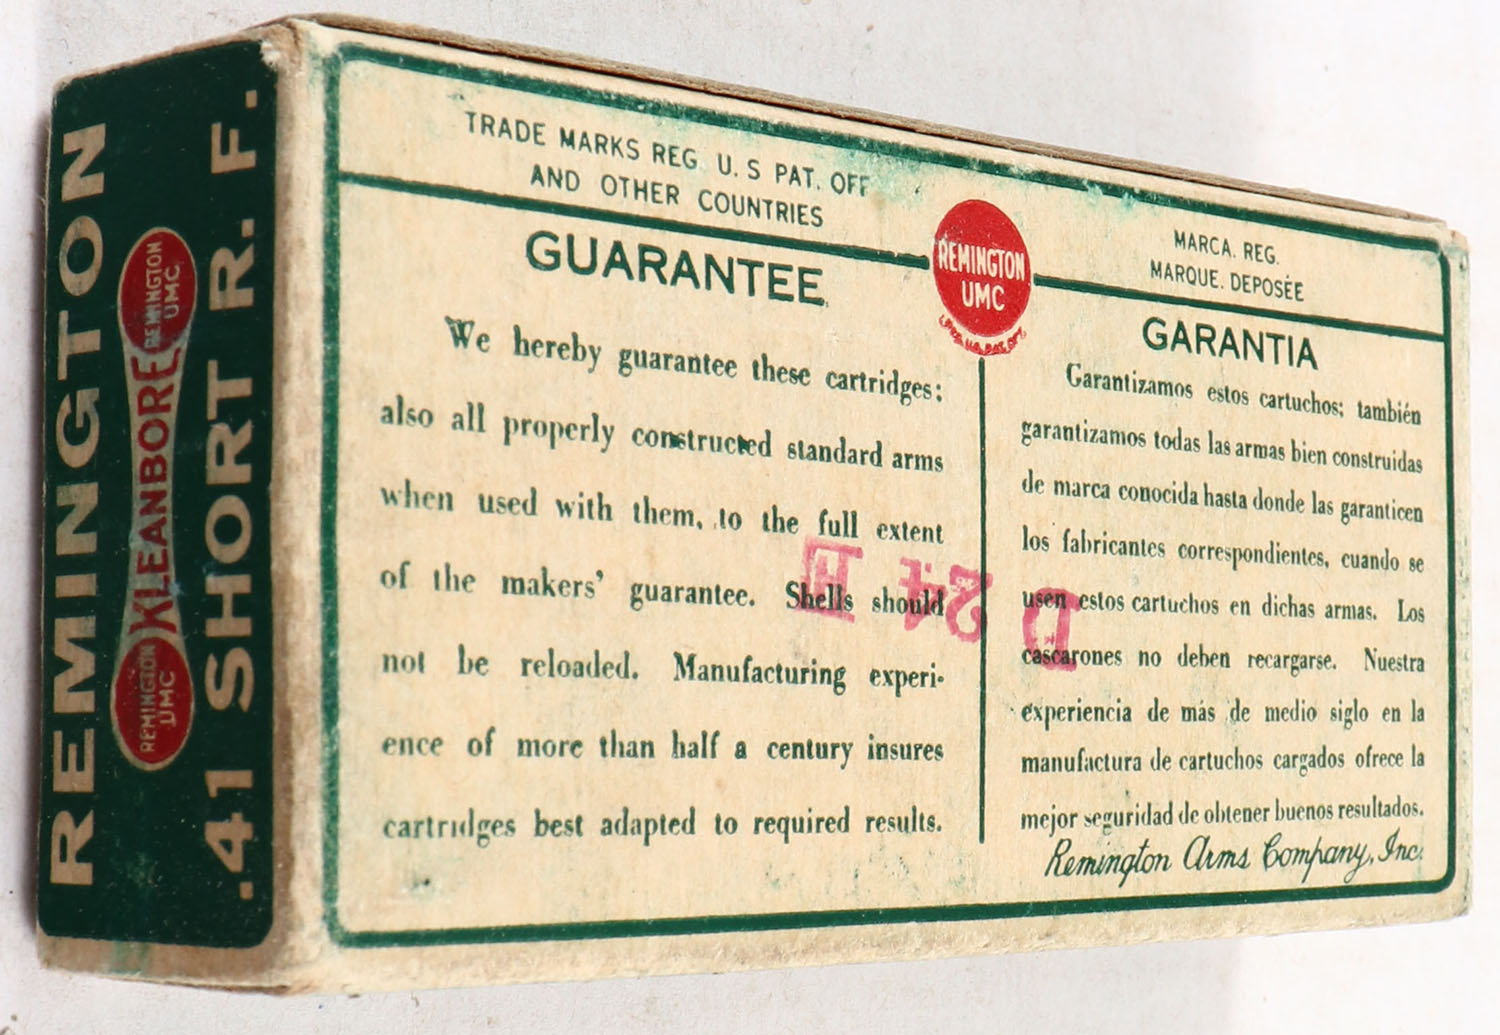 REMINGTON
REMINGTON
UMC
KLEANBORE
REMINGTON
UMC
.41 SHORT R. F.
TRADE MARKS REG. U. S PAT. OFF
AND OTHER COUNTRIES
REMINGTON
UMC
MARCA. REG.
MARQUE. DEPOSÉE
GUARANTEE
We hereby guarantee these cartridges;
also all properly constructed standard arms
when used with them, to the full extent
of the makers' guarantee. Shells should
not be reloaded. Manufacturing experi-
ence of more than half a century insures
cartridges best adapted to required results.
GARANTIA
Garantizamos estos cartuchos; también
garantizamos todas las armas bien construidas
de marca conocida hasta donde las garanticen
los fabricantes correspondientes, cuando se
usen estos cartuchos en dichas armas. Los
cascarones no deben recargarse. Nuestra
experiencia de más de medio siglo en la
manufactura de cartuchos cargados ofrece la
mejor seguridad de obtener buenos resultados.
Remington Arms Company, Inc.
D 24 H